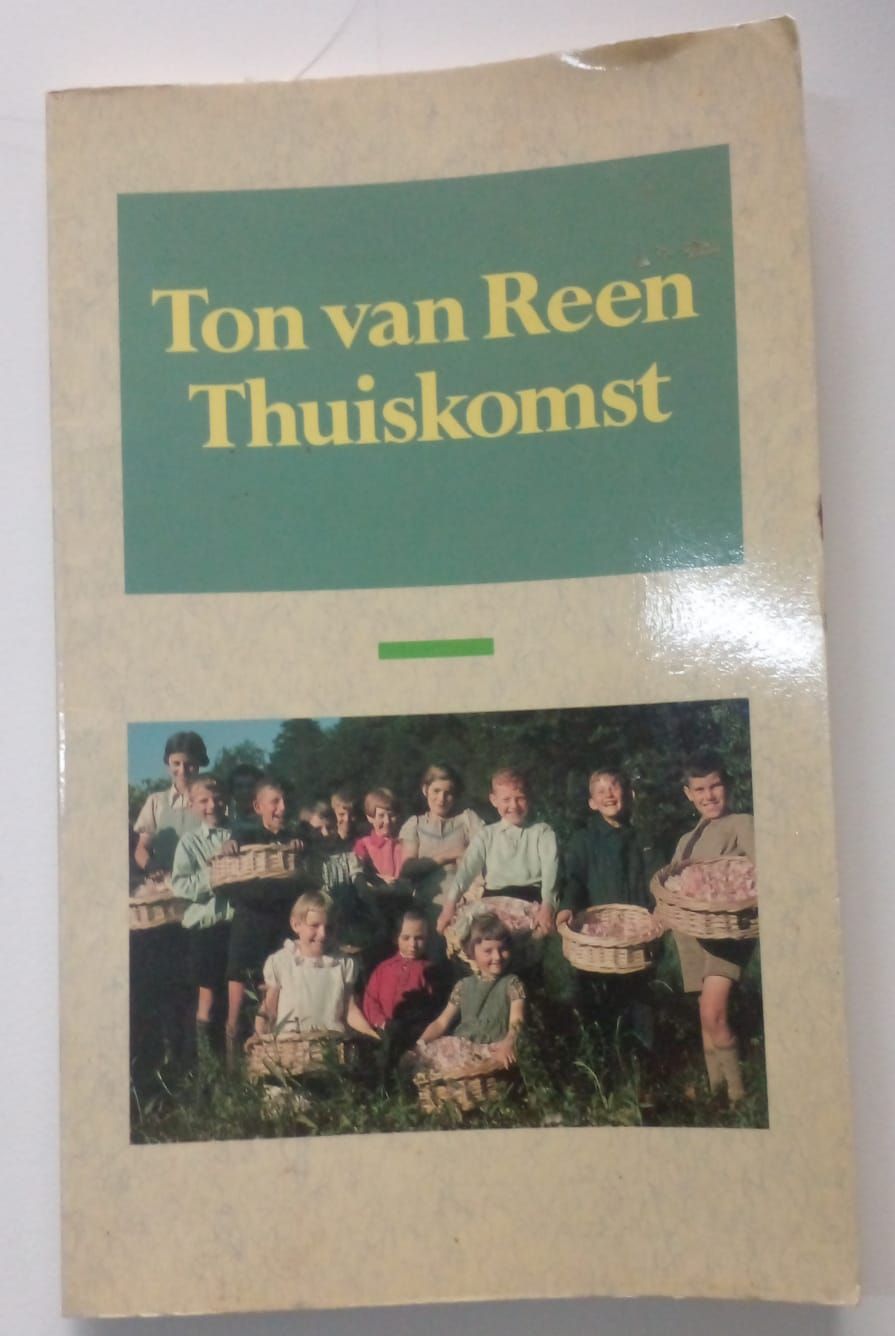 Ton van Reen
Thuiskomst